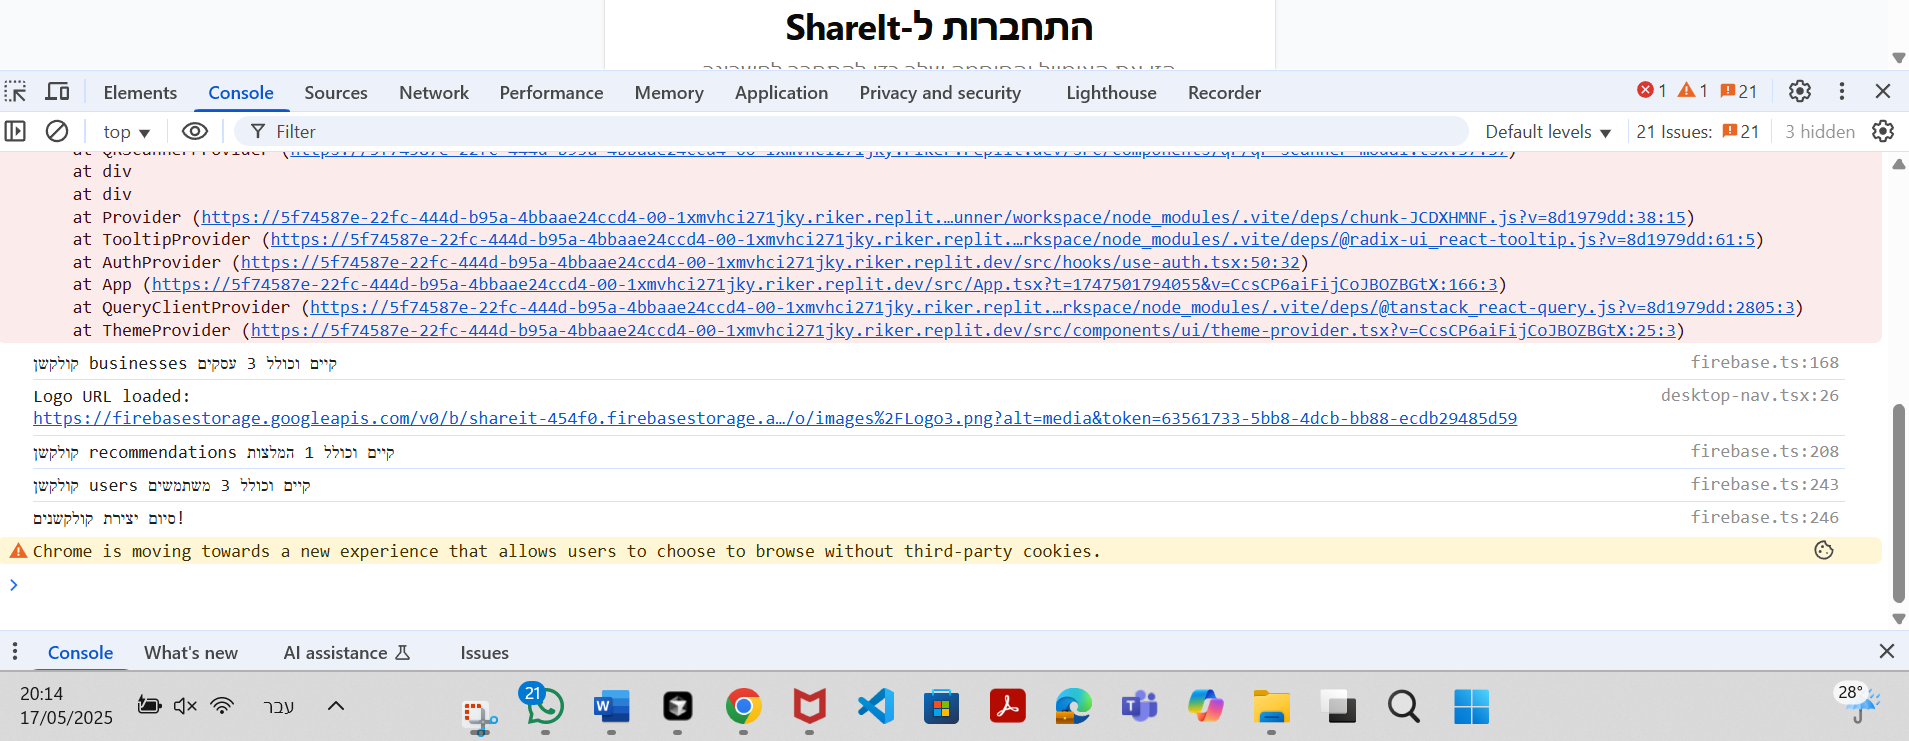 התחברות ל-ShareIt
Elements Console Sources Network Performance Memory Application Privacy and security Lighthouse Recorder 1 1 21
top Filter Default levels 21 Issues: 21 3 hidden
at div
at div
at Provider (https://5f74587e-22fc-444d-b95a-4bbaae24ccd4-00-1xmvhci271jky.riker.replit.…unner/workspace/node_modules/.vite/deps/chunk-JCDXHMNF.js?v=8d1979dd:38:15)
at TooltipProvider (https://5f74587e-22fc-444d-b95a-4bbaae24ccd4-00-1xmvhci271jky.riker.replit.…rkspace/node_modules/.vite/deps/@radix-ui_react-tooltip.js?v=8d1979dd:61:5)
at AuthProvider (https://5f74587e-22fc-444d-b95a-4bbaae24ccd4-00-1xmvhci271jky.riker.replit.dev/src/hooks/use-auth.tsx:50:32)
at App (https://5f74587e-22fc-444d-b95a-4bbaae24ccd4-00-1xmvhci271jky.riker.replit.dev/src/App.tsx?t=1747501794055&v=CcsCP6aiFijCoJBOZBGtX:166:3)
at QueryClientProvider (https://5f74587e-22fc-444d-b95a-4bbaae24ccd4-00-1xmvhci271jky.riker.replit.…rkspace/node_modules/.vite/deps/@tanstack_react-query.js?v=8d1979dd:2805:3)
at ThemeProvider (https://5f74587e-22fc-444d-b95a-4bbaae24ccd4-00-1xmvhci271jky.riker.replit.dev/src/components/ui/theme-provider.tsx?v=CcsCP6aiFijCoJBOZBGtX:25:3)
קולקשן businesses קיים וכולל 3 עסקים firebase.ts:168
Logo URL loaded: desktop-nav.tsx:26
https://firebasestorage.googleapis.com/v0/b/shareit-454f0.firebasestorage.a…/o/images%2FLogo3.png?alt=media&token=63561733-5bb8-4dcb-bb88-ecdb29485d59
קולקשן recommendations קיים וכולל 1 המלצות firebase.ts:208
קולקשן users קיים וכולל 3 משתמשים firebase.ts:243
סיום יצירת קולקשנים! firebase.ts:246
Chrome is moving towards a new experience that allows users to choose to browse without third-party cookies.
Console What's new AI assistance Issues
20:14 עבר 21 28°
17/05/2025